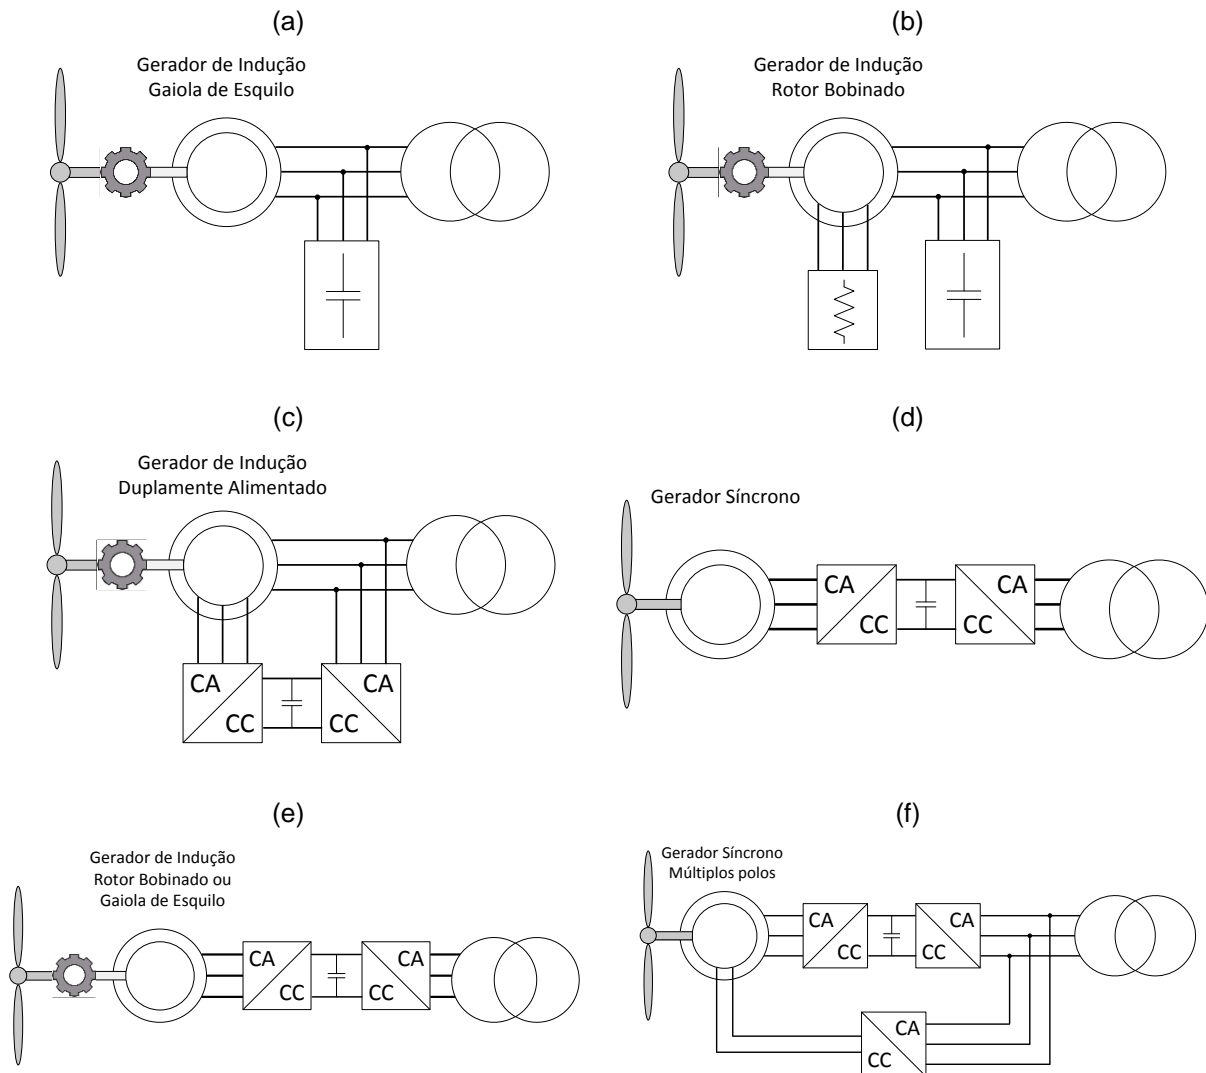 (a)
Gerador de Indução
Gaiola de Esquilo
(b)
Gerador de Indução
Rotor Bobinado
(c)
Gerador de Indução
Duplamente Alimentado
CA
CC
CA
CC
(d)
Gerador Síncrono
CA
CC
CA
CC
(e)
Gerador de Indução
Rotor Bobinado ou
Gaiola de Esquilo
CA
CC
CA
CC
(f)
Gerador Síncrono
Múltiplos polos
CA
CC
CA
CC
CA
CC